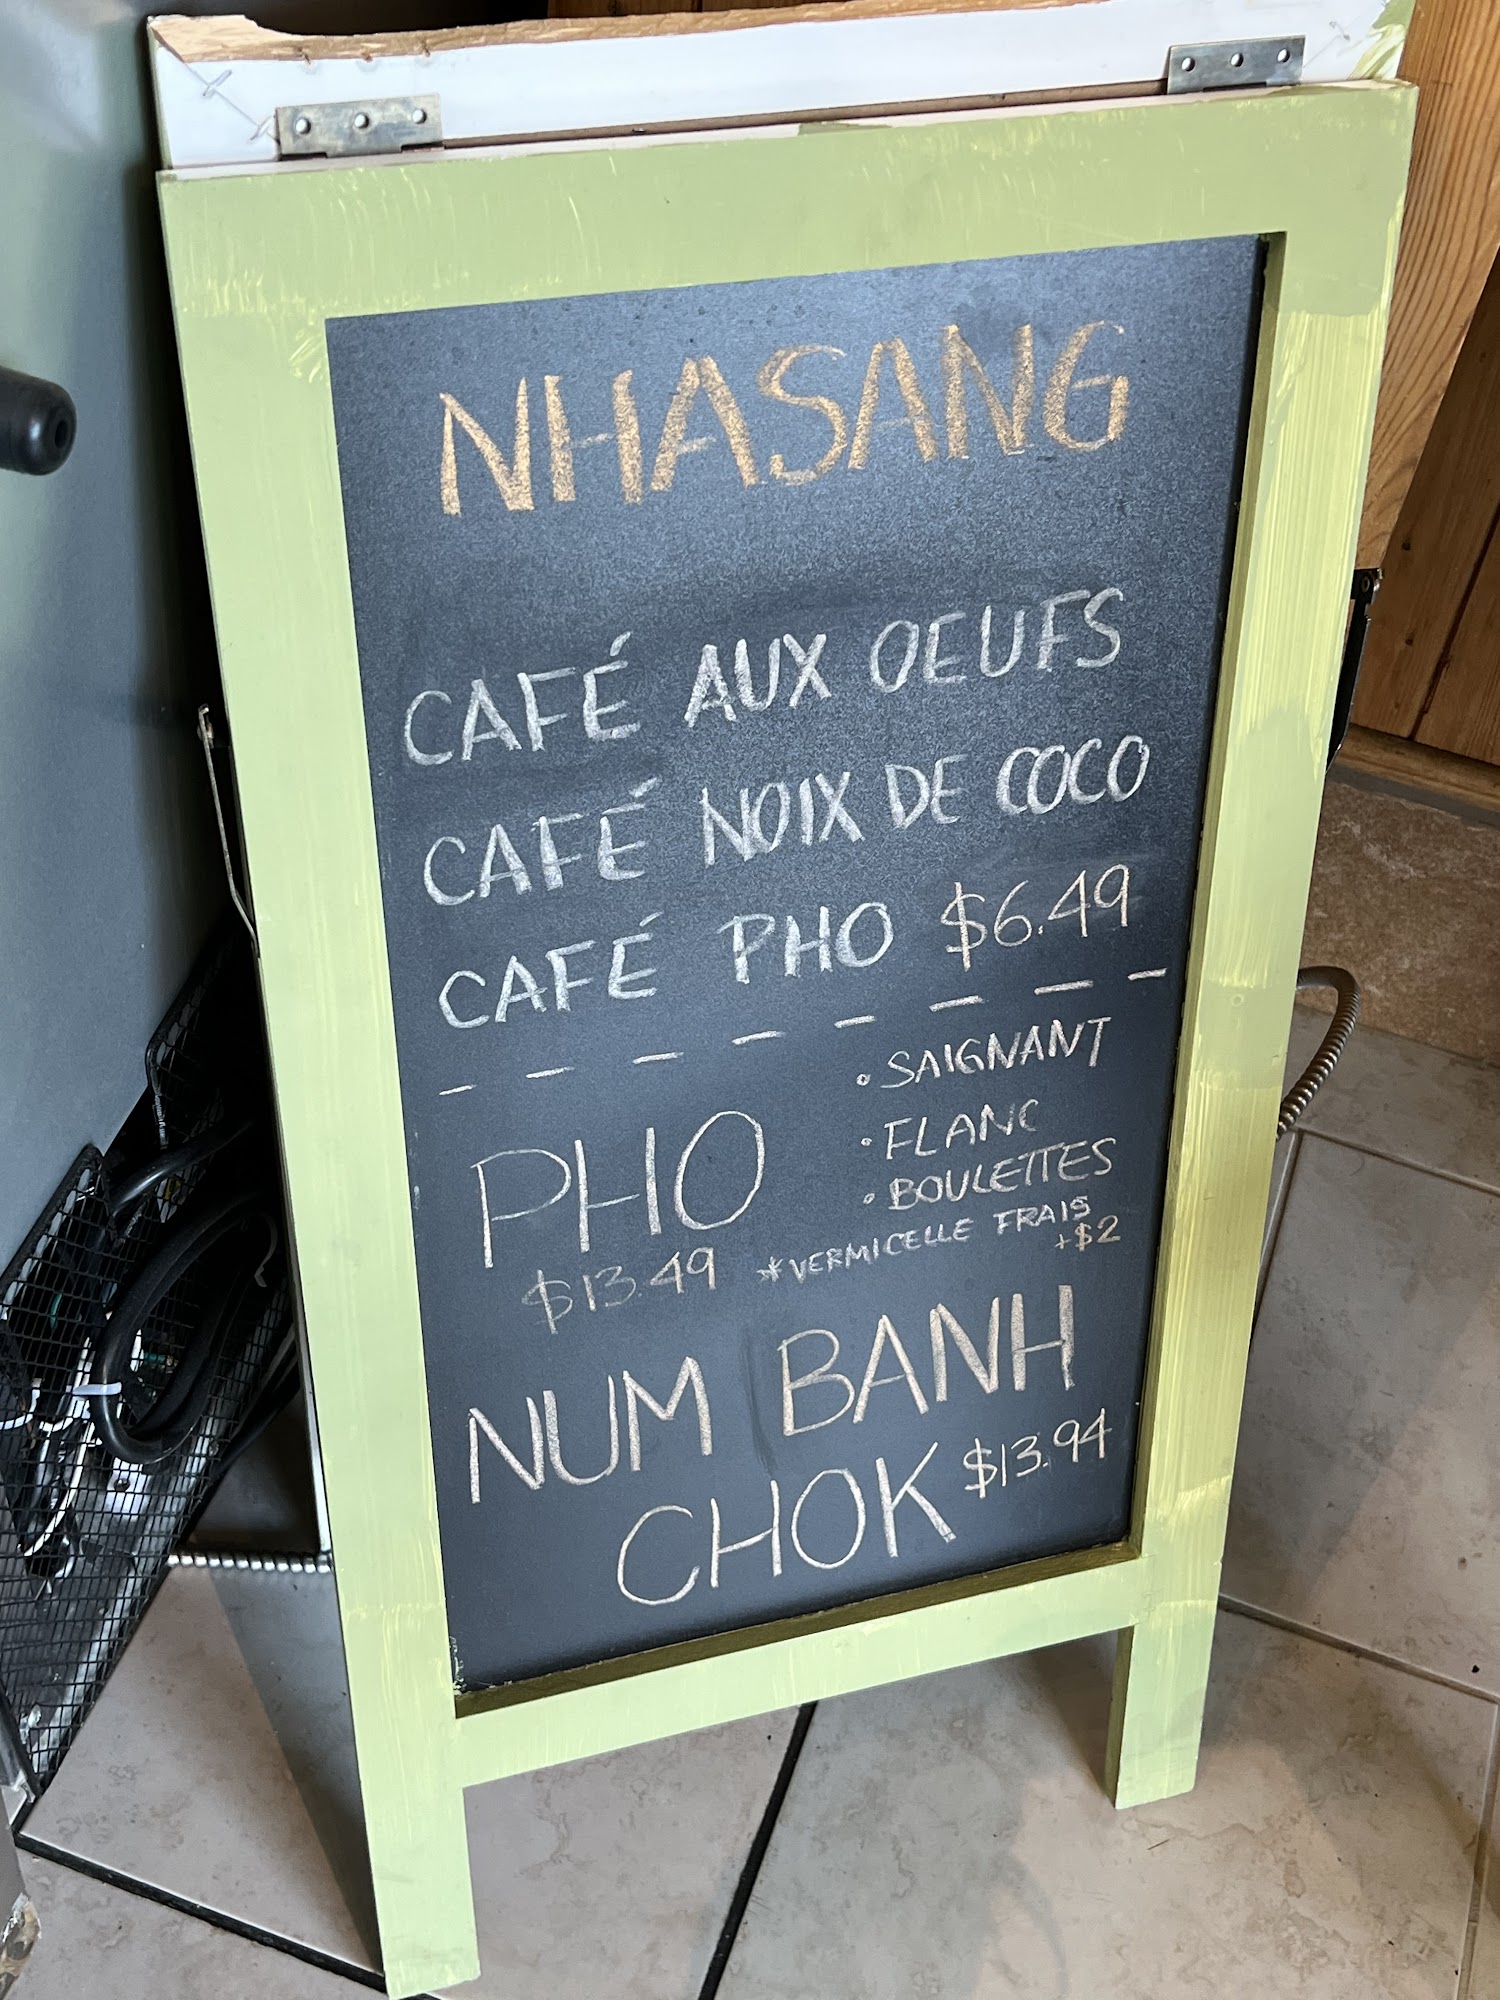 NHASANG
CAFÉ AUX OEUFS
CAFÉ NOIX DE COCO
CAFÉ PHO $6.49
PHO
$13.49
• SAIGNANT
• FLANC
• BOULETTES
*VERMICELLE FRAIS
+$2
NUM BANH
CHOK $13.94